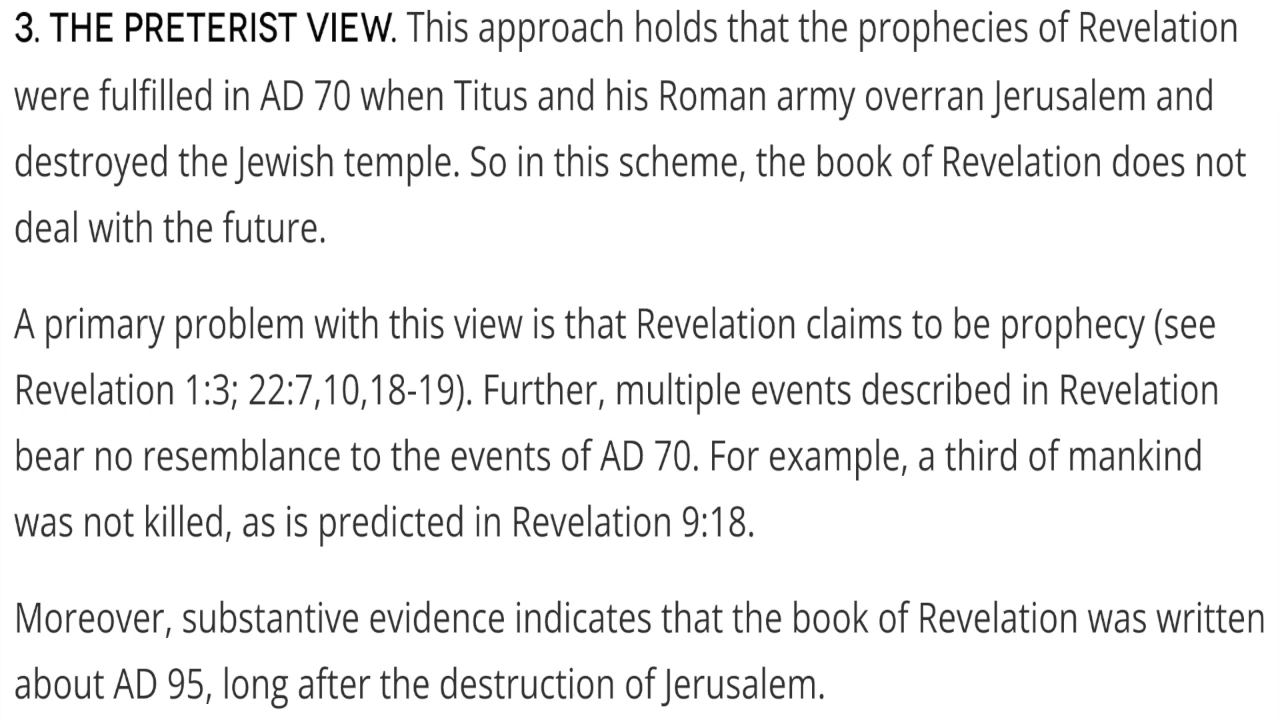 3. THE PRETERIST VIEW. This approach holds that the prophecies of Revelation
were fulfilled in AD 70 when Titus and his Roman army overran Jerusalem and
destroyed the Jewish temple. So in this scheme, the book of Revelation does not
deal with the future.
A primary problem with this view is that Revelation claims to be prophecy (see
Revelation 1:3; 22:7,10,18-19). Further, multiple events described in Revelation
bear no resemblance to the events of AD 70. For example, a third of mankind
was not killed, as is predicted in Revelation 9:18.
Moreover, substantive evidence indicates that the book of Revelation was written
about AD 95, long after the destruction of Jerusalem.